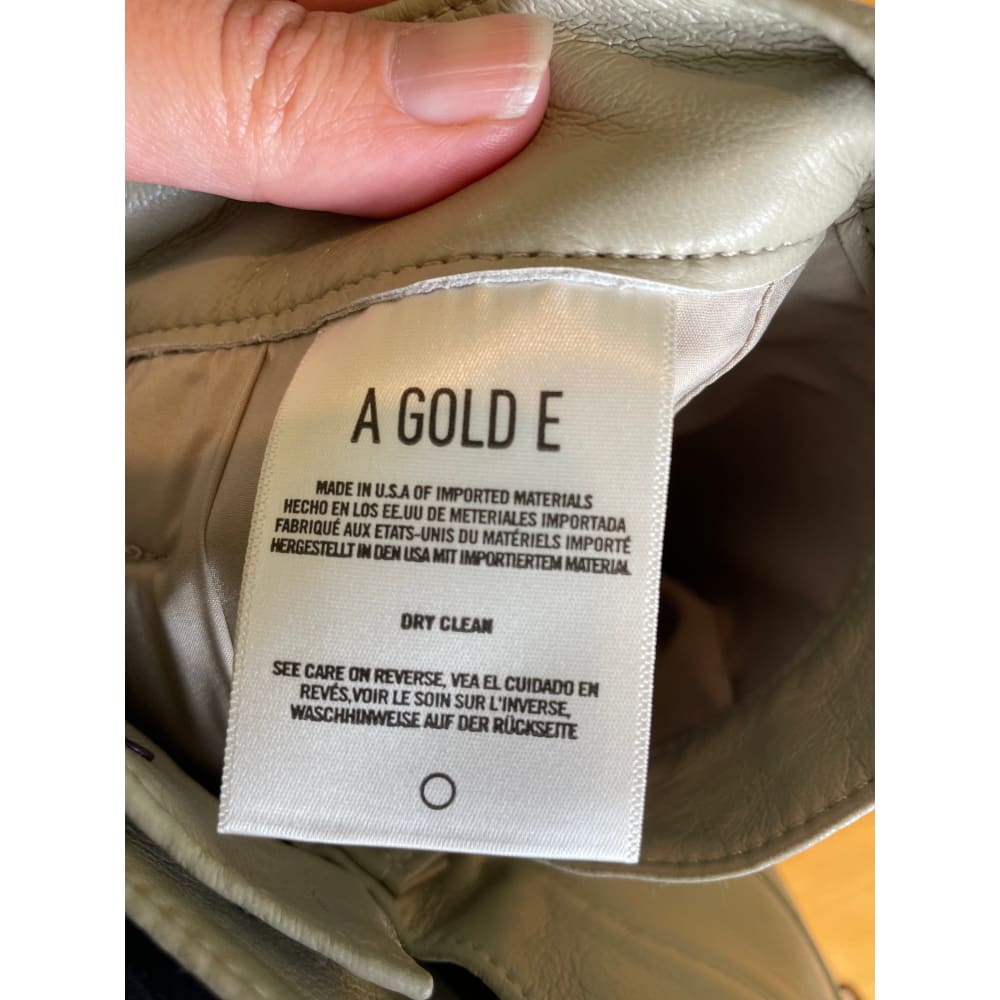 A GOLD E
MADE IN U.S.A OF IMPORTED MATERIALS
HECHO EN LOS EE.UU DE METERIALES IMPORTADA
FABRIQUÉ AUX ETATS-UNIS DU MATÉRIELS IMPORTÉ
HERGESTELLT IN DEN USA MIT IMPORTIERTEM MATERIAL
DRY CLEAN
SEE CARE ON REVERSE, VEA EL CUIDADO EN
REVÉS,VOIR LE SOIN SUR L'INVERSE,
WASCHHINWEISE AUF DER RÜCKSEITE